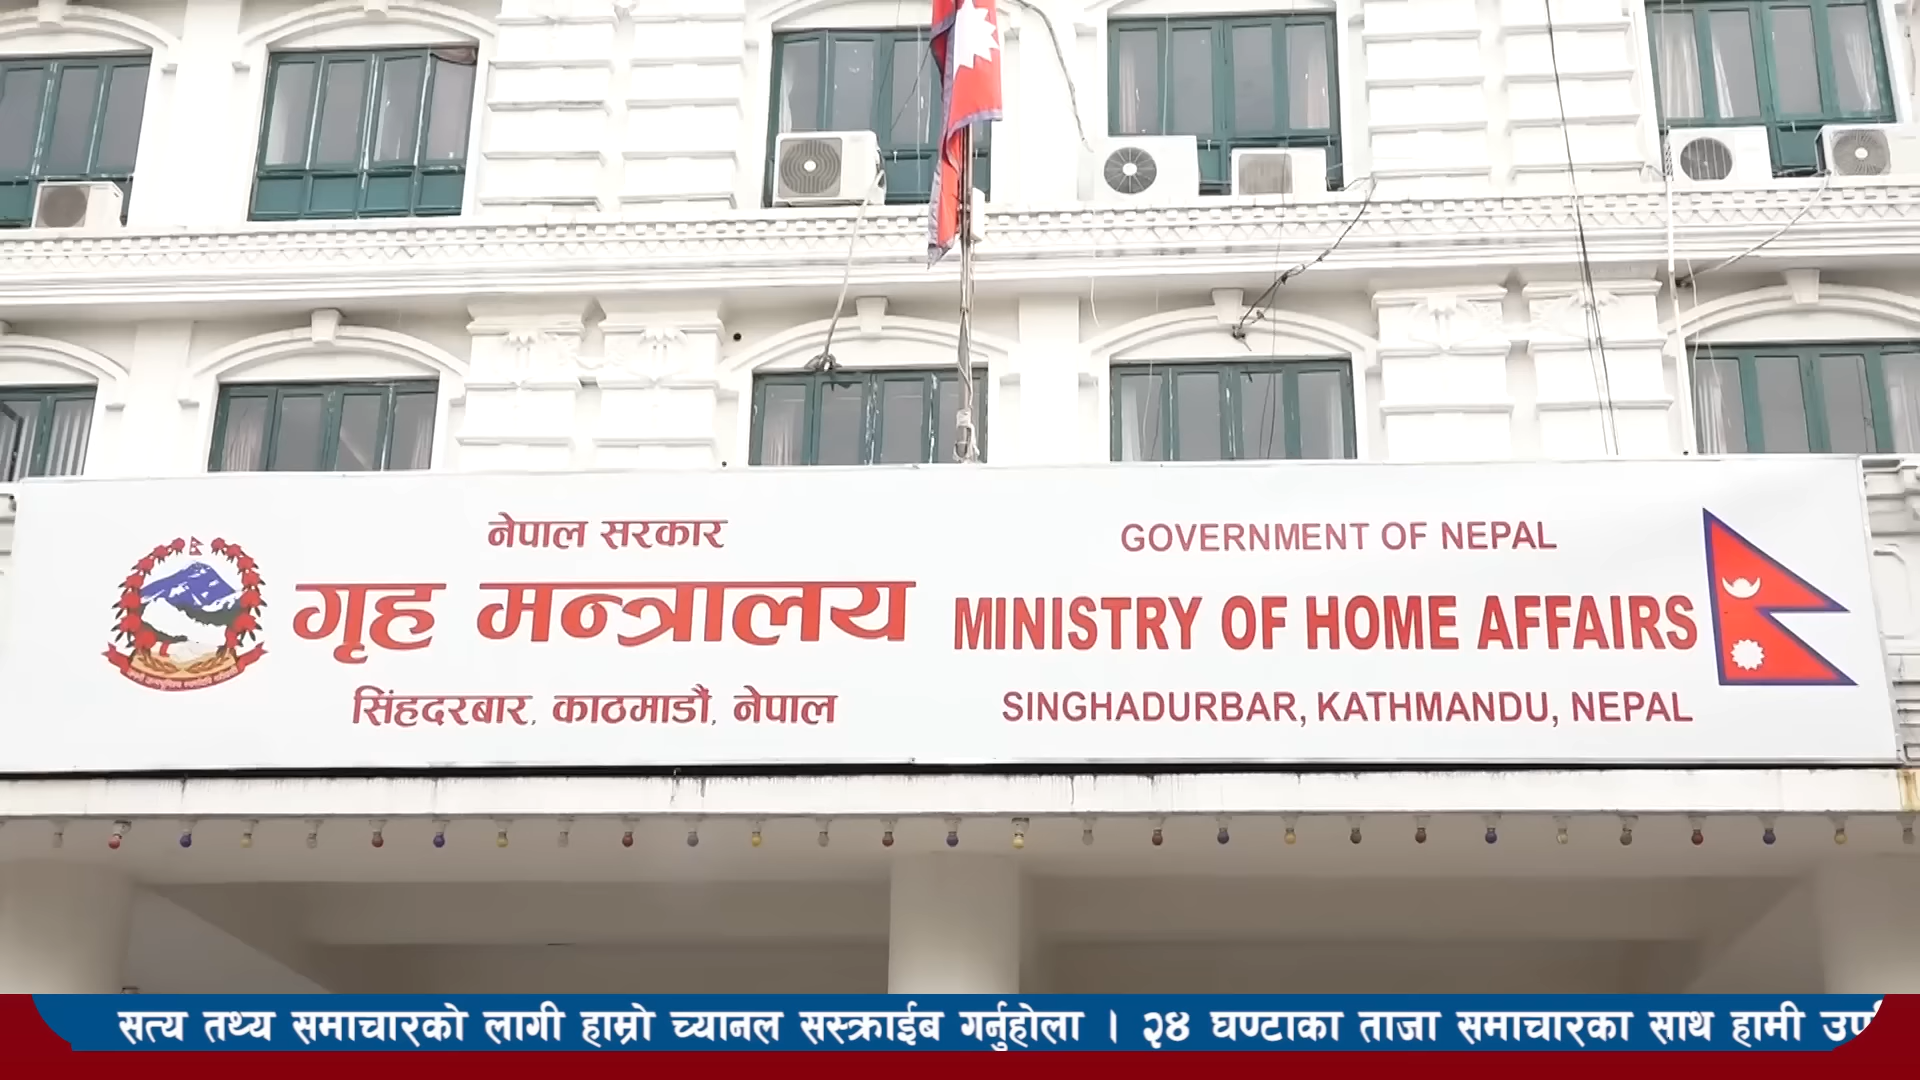 नेपाल सरकार
गृह मन्त्रालय
सिंहदरबार, काठमाडौं, नेपाल
GOVERNMENT OF NEPAL
MINISTRY OF HOME AFFAIRS
SINGHADURBAR, KATHMANDU, NEPAL
सत्य तथ्य समाचारको लागी हाम्रो च्यानल सस्क्राईब गर्नुहोला । २४ घण्टाका ताजा समाचारका साथ हामी